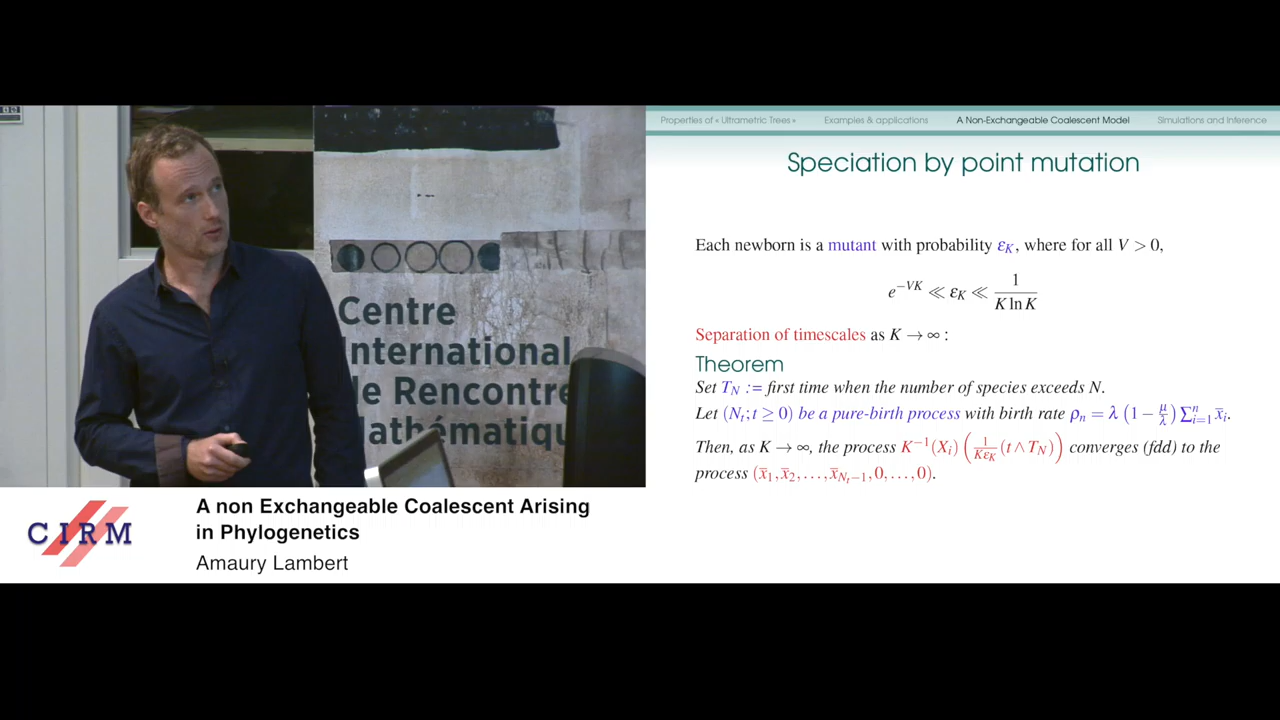 Properties of « Ultrametric Trees » Examples & applications A Non-Exchangeable Coalescent Model Simulations and Inference
Speciation by point mutation
Each newborn is a mutant with probability ε_K, where for all V > 0,
e^{−VK} ≪ ε_K ≪ 1/(K ln K)
Separation of timescales as K → ∞ :
Theorem
Set T_N := first time when the number of species exceeds N.
Let (N_t; t ≥ 0) be a pure-birth process with birth rate ρ_n = λ (1 − μ/λ) ∑_{i=1}^n x̄_i.
Then, as K → ∞, the process K^{−1}(X_i) (1/(Kε_K) (t ∧ T_N)) converges (fdd) to the
process (x̄_1, x̄_2, ..., x̄_{N_t−1}, 0, ..., 0).
Centre
International
de Rencontre
Mathématiqu
CIRM
A non Exchangeable Coalescent Arising
in Phylogenetics
Amaury Lambert